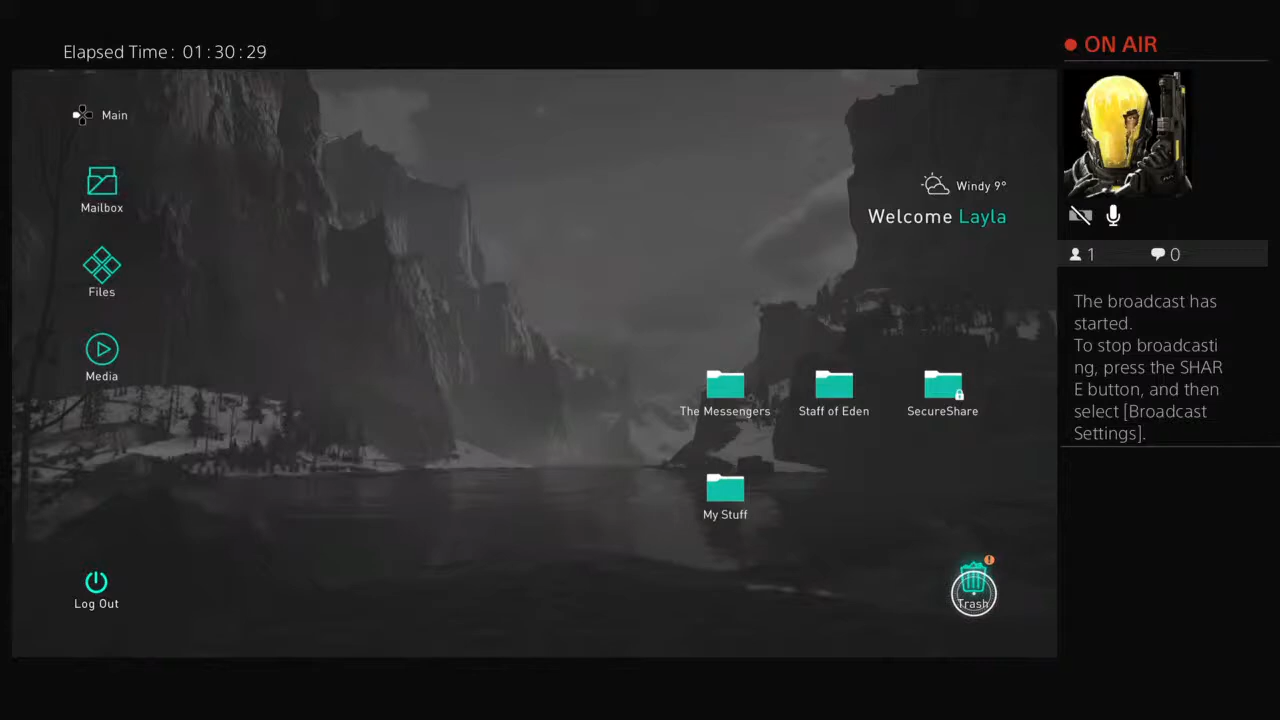 Elapsed Time: 01:30:29
ON AIR
Main
Mailbox
Files
Media
Log Out
Windy 9°
Welcome Layla
The Messengers
Staff of Eden
SecureShare
My Stuff
Trash
1
0
The broadcast has
started.
To stop broadcasti
ng, press the SHAR
E button, and then
select [Broadcast
Settings].